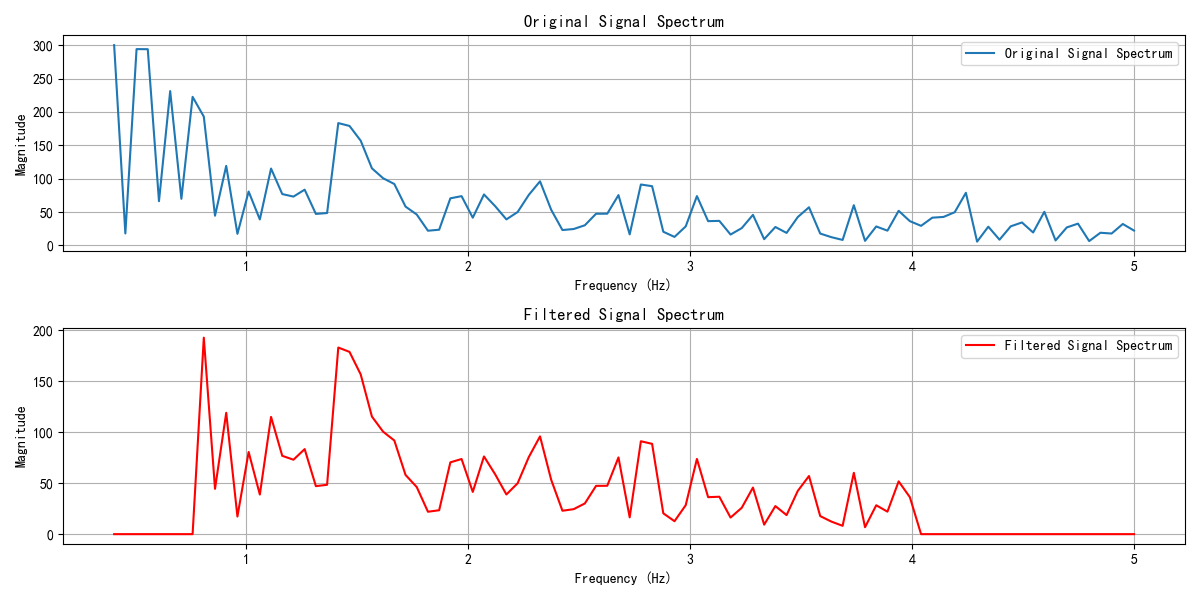 Original Signal Spectrum
300
250
200
150
100
50
0
Magnitude
Original Signal Spectrum
1 2 3 4 5
Frequency (Hz)
Filtered Signal Spectrum
200
150
100
50
0
Magnitude
Filtered Signal Spectrum
1 2 3 4 5
Frequency (Hz)